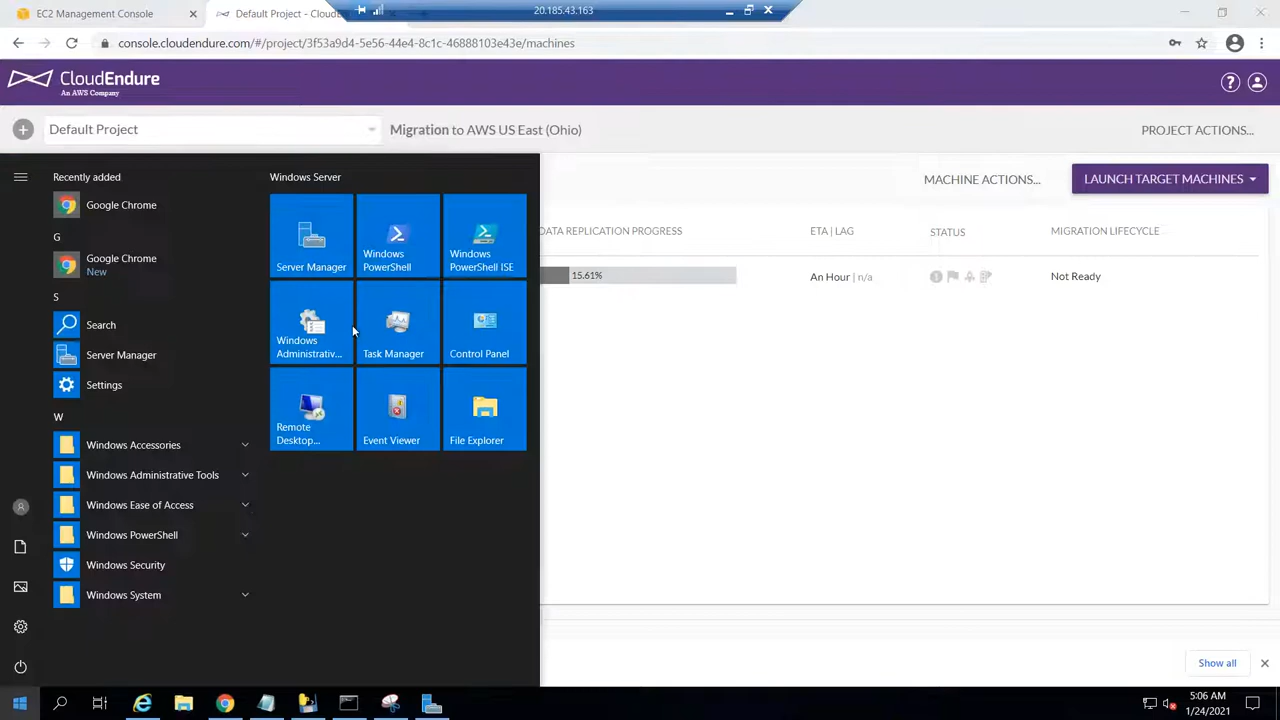 EC2 Management Console
Default Project - CloudEndu
20.185.43.163
console.cloudendure.com/#/project/3f53a9d4-5e56-44e4-8c1c-46888103e43e/machines
CloudEndure
An AWS Company
Default Project
Migration to AWS US East (Ohio)
PROJECT ACTIONS...
MACHINE ACTIONS...
LAUNCH TARGET MACHINES
DATA REPLICATION PROGRESS
ETA | LAG
STATUS
MIGRATION LIFECYCLE
15.61%
An Hour | n/a
Not Ready
Recently added
Google Chrome
G
Google Chrome
New
S
Search
Server Manager
Settings
W
Windows Accessories
Windows Administrative Tools
Windows Ease of Access
Windows PowerShell
Windows Security
Windows System
Windows Server
Server Manager
Windows
PowerShell
Windows
PowerShell ISE
Windows
Administrativ...
Task Manager
Control Panel
Remote
Desktop...
Event Viewer
File Explorer
Show all
5:06 AM
1/24/2021